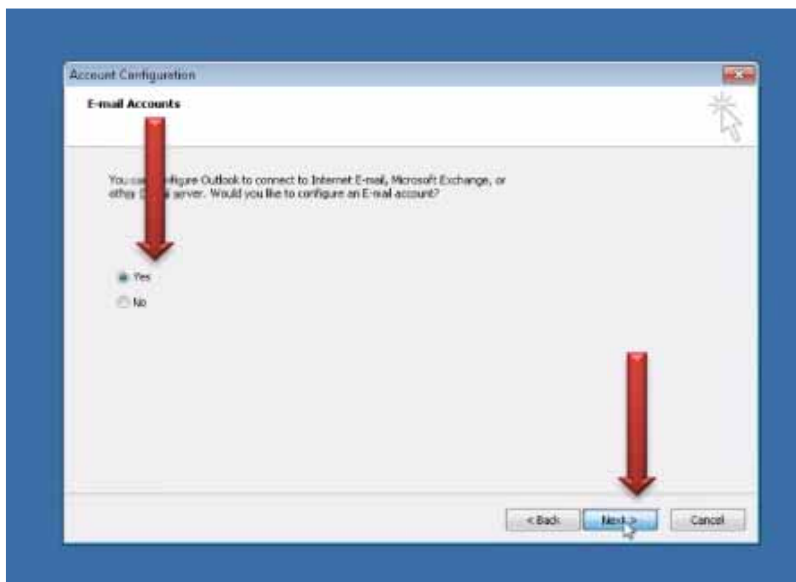 Account Configuration
E-mail Accounts
You can configure Outlook to connect to Internet E-mail, Microsoft Exchange, or
other E-mail server. Would you like to configure an E-mail account?
Yes
No
< Back Next > Cancel